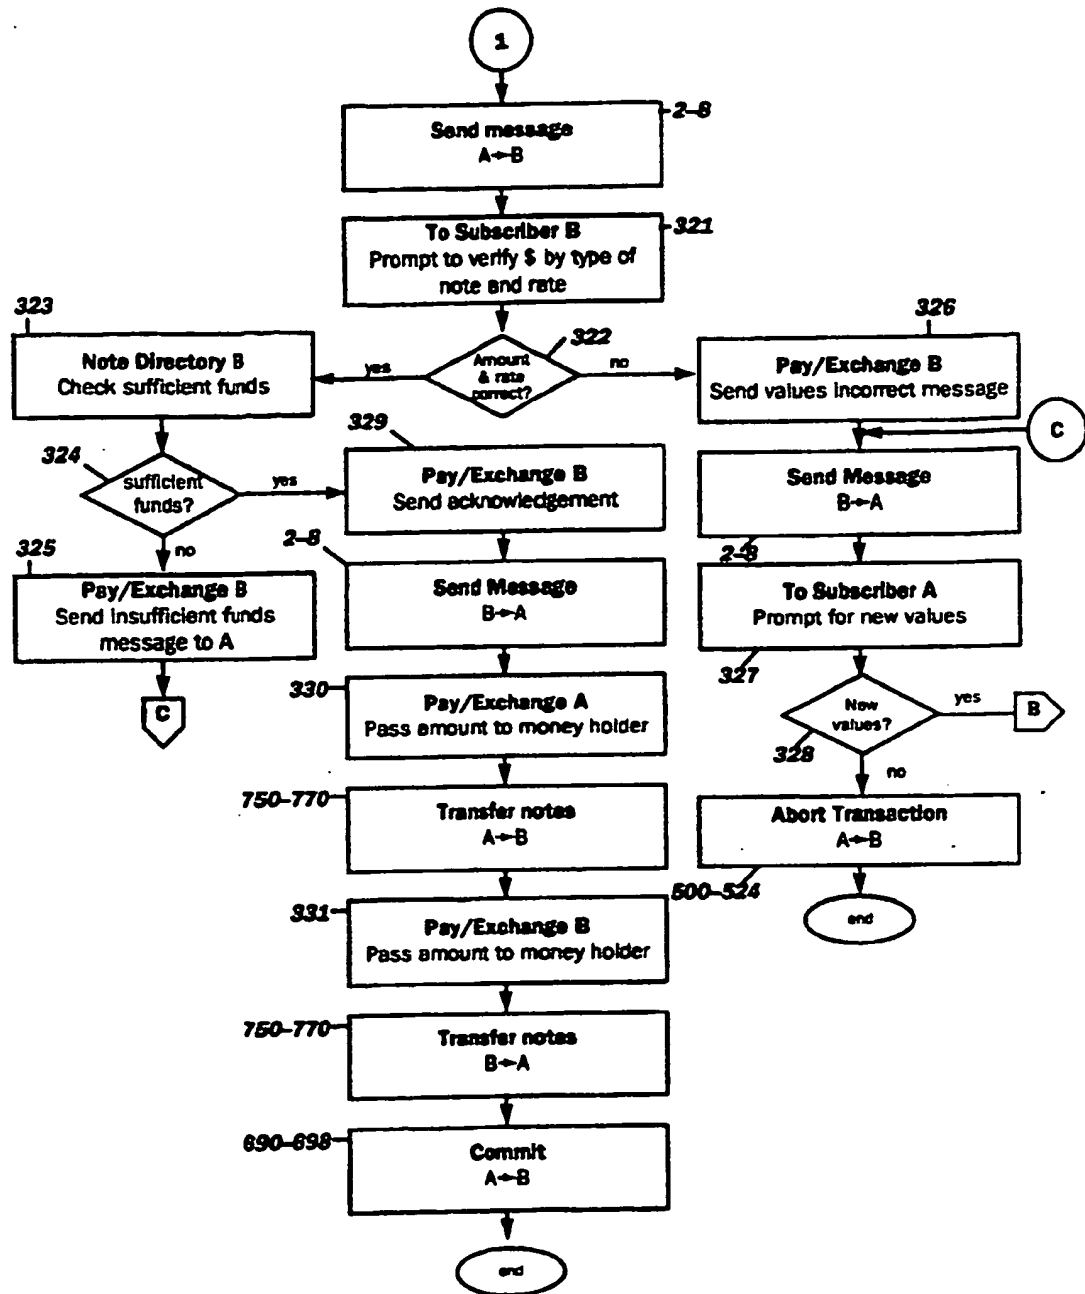 1
2-8
Send message
A→B
321
To Subscriber B
Prompt to verify $ by type of
note and rate
323
Note Directory B
Check sufficient funds
322
Amount
& rate
correct?
yes
no
326
Pay/Exchange B
Send values incorrect message
C
324
sufficient
funds?
yes
no
329
Pay/Exchange B
Send acknowledgement
Send Message
B→A
2-8
325
Pay/Exchange B
Send insufficient funds
message to A
C
2-8
Send Message
B→A
To Subscriber A
Prompt for new values
327
330
Pay/Exchange A
Pass amount to money holder
New
values?
328
yes
B
no
750-770
Transfer notes
A→B
Abort Transaction
A→B
500-524
end
331
Pay/Exchange B
Pass amount to money holder
750-770
Transfer notes
B→A
690-698
Commit
A→B
end